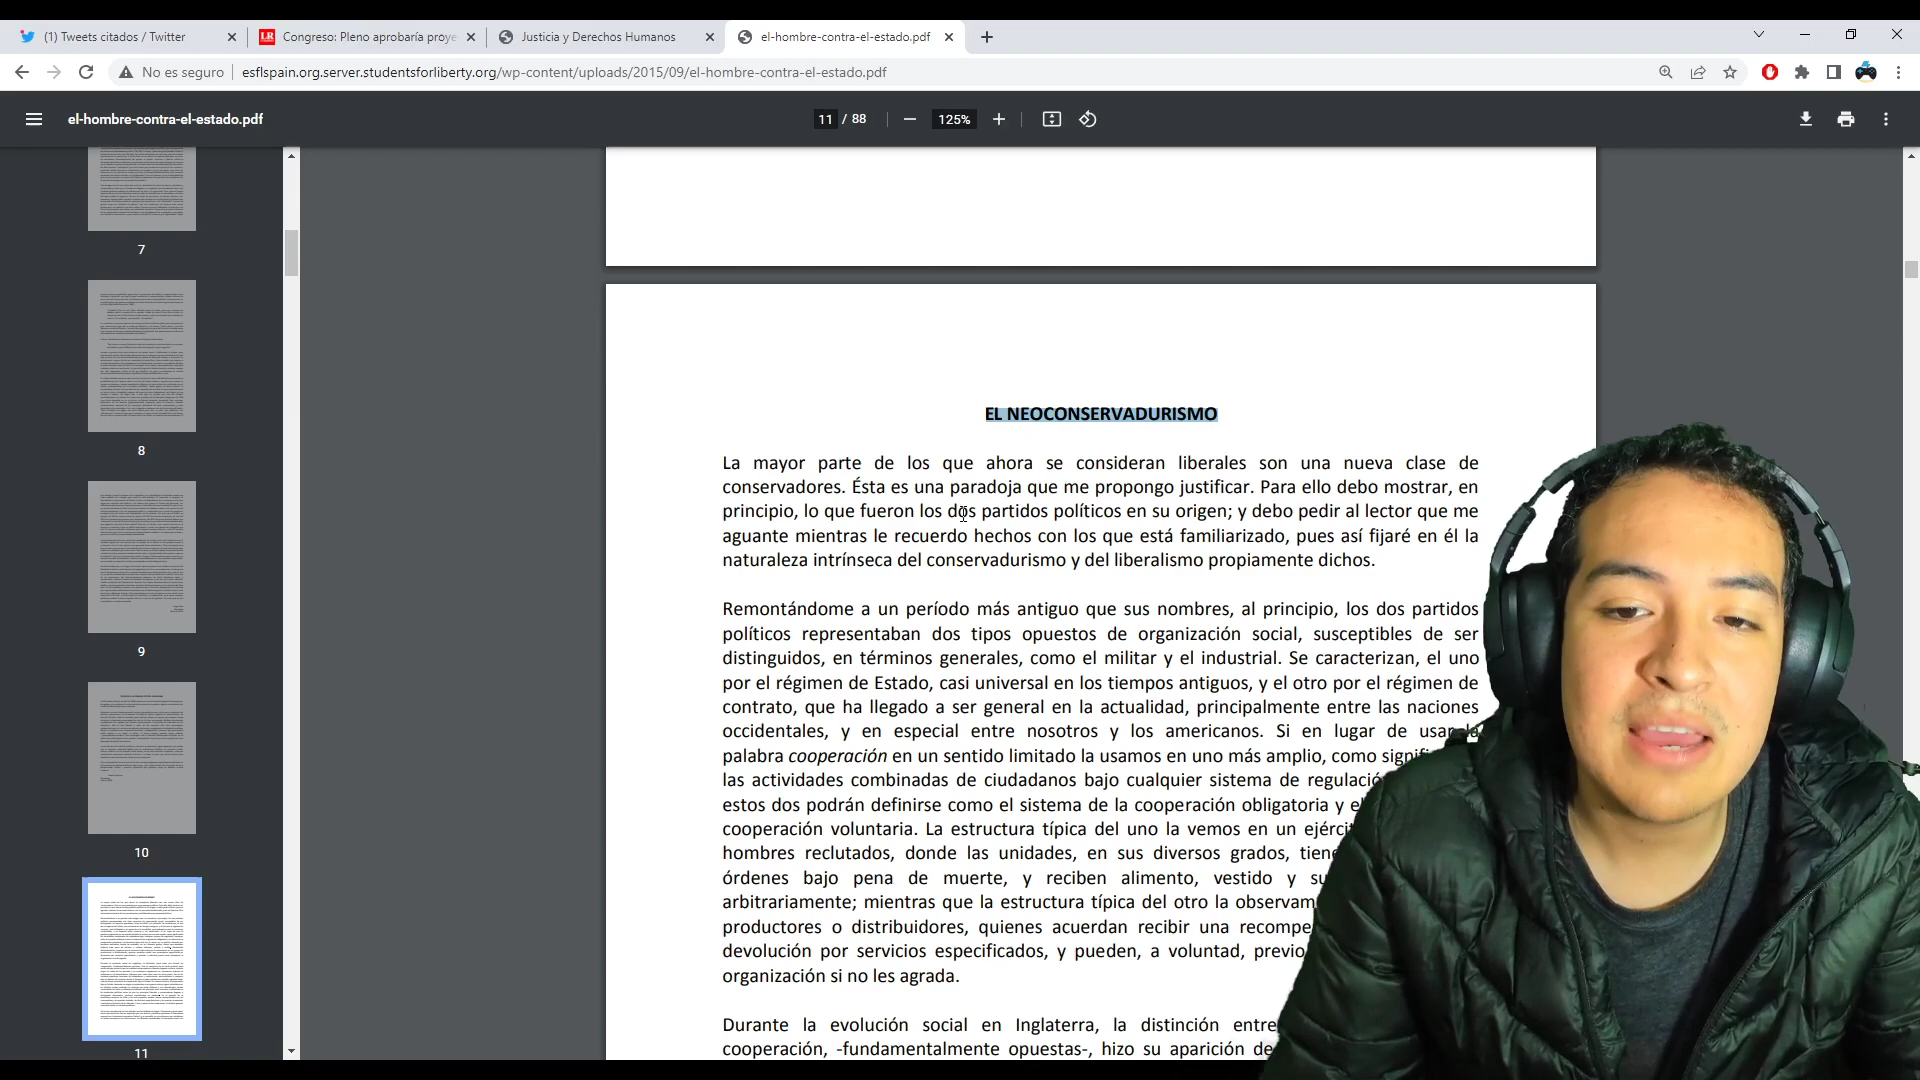 (1) Tweets citados / Twitter
LR Congreso: Pleno aprobaría proye
Justicia y Derechos Humanos
el-hombre-contra-el-estado.pdf
No es seguro
esflspain.org.server.studentsforliberty.org/wp-content/uploads/2015/09/el-hombre-contra-el-estado.pdf
el-hombre-contra-el-estado.pdf
11 / 88
125%
7
8
9
10
11
EL NEOCONSERVADURISMO
La mayor parte de los que ahora se consideran liberales son una nueva clase de
conservadores. Ésta es una paradoja que me propongo justificar. Para ello debo mostrar, en
principio, lo que fueron los dos partidos políticos en su origen; y debo pedir al lector que me
aguante mientras le recuerdo hechos con los que está familiarizado, pues así fijaré en él la
naturaleza intrínseca del conservadurismo y del liberalismo propiamente dichos.
Remontándome a un período más antiguo que sus nombres, al principio, los dos partidos
políticos representaban dos tipos opuestos de organización social, susceptibles de ser
distinguidos, en términos generales, como el militar y el industrial. Se caracterizan, el uno
por el régimen de Estado, casi universal en los tiempos antiguos, y el otro por el régimen de
contrato, que ha llegado a ser general en la actualidad, principalmente entre las naciones
occidentales, y en especial entre nosotros y los americanos. Si en lugar de usar la
palabra cooperación en un sentido limitado la usamos en uno más amplio, como signifi
las actividades combinadas de ciudadanos bajo cualquier sistema de regulació
estos dos podrán definirse como el sistema de la cooperación obligatoria y el
cooperación voluntaria. La estructura típica del uno la vemos en un ejérci
hombres reclutados, donde las unidades, en sus diversos grados, tiene
órdenes bajo pena de muerte, y reciben alimento, vestido y su
arbitrariamente; mientras que la estructura típica del otro la observam
productores o distribuidores, quienes acuerdan recibir una recompe
devolución por servicios especificados, y pueden, a voluntad, previo
organización si no les agrada.
Durante la evolución social en Inglaterra, la distinción entre
cooperación, -fundamentalmente opuestas-, hizo su aparición de